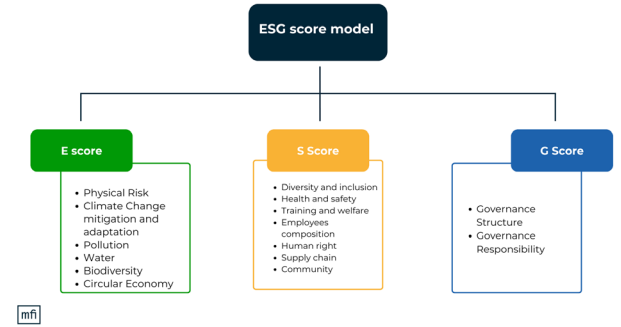 ESG score model
E score
Physical Risk
Climate Change
mitigation and
adaptation
Pollution
Water
Biodiversity
Circular Economy
S Score
Diversity and inclusion
Health and safety
Training and welfare
Employees
composition
Human right
Supply chain
Community
G Score
Governance
Structure
Governance
Responsibility
mfi